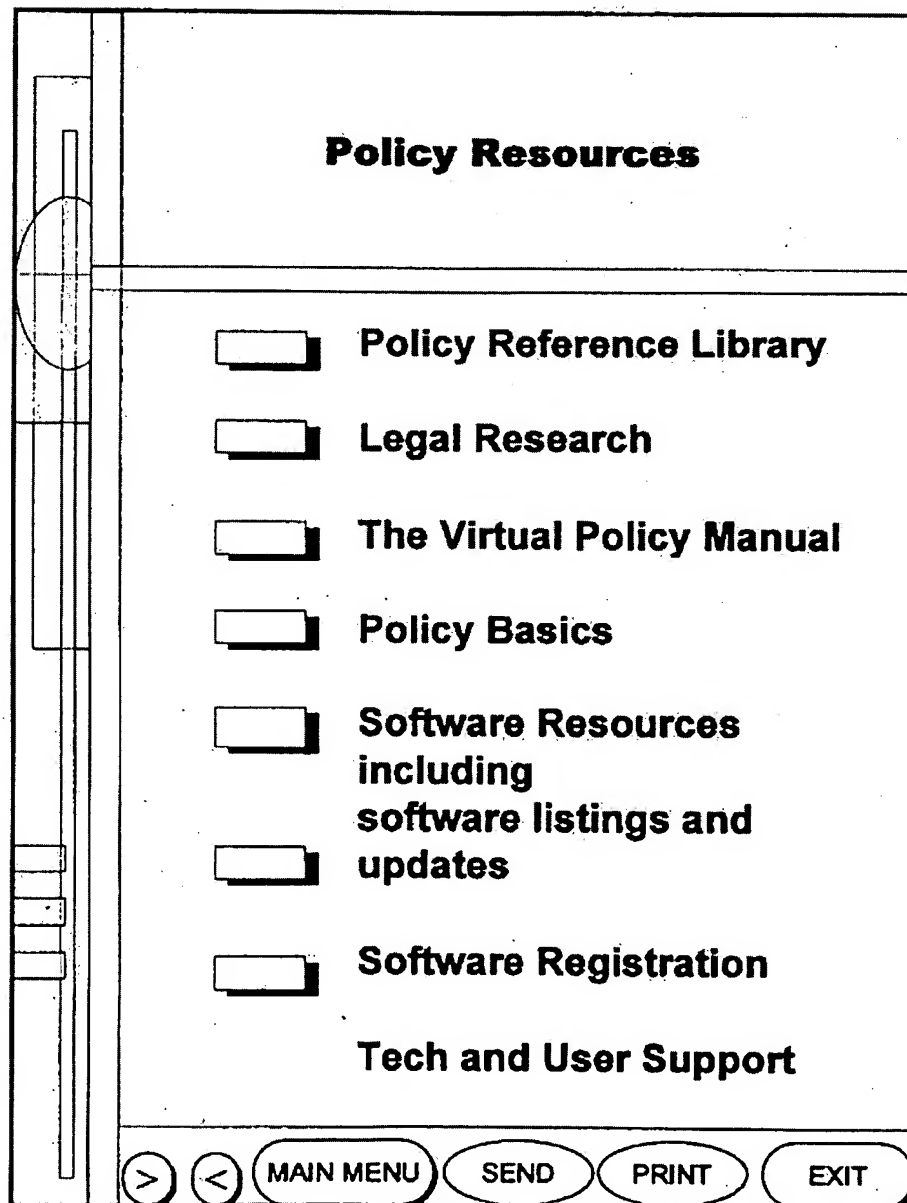 Policy Resources
Policy Reference Library
Legal Research
The Virtual Policy Manual
Policy Basics
Software Resources
including
software listings and
updates
Software Registration
Tech and User Support
> < MAIN MENU SEND PRINT EXIT